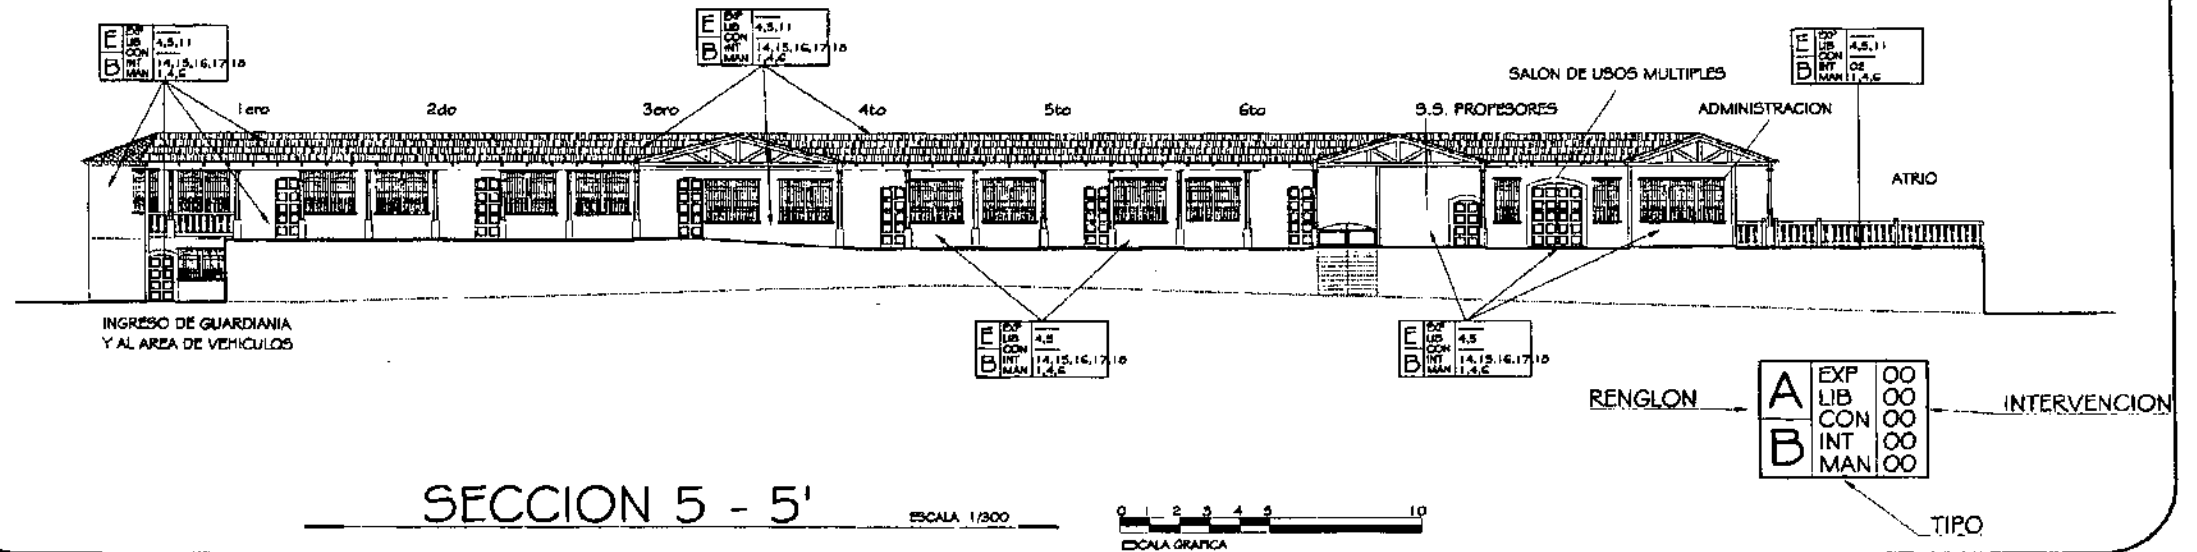 E EXP —
LIB 4,5,11
CON —
B INT 14,15,16,17,18
MAN 1,4,6
E EXP —
LIB 4,5,11
CON —
B INT 14,15,16,17,18
MAN 1,4,6
E EXP —
LIB 4,5,11
CON —
B INT 02
MAN 1,4,6
SALON DE USOS MULTIPLES
1ero
2do
3ero
4to
5to
6to
S.S. PROFESORES
ADMINISTRACION
ATRIO
INGRESO DE GUARDIANIA
Y AL AREA DE VEHICULOS
E EXP —
LIB 4,5
CON —
B INT 14,15,16,17,18
MAN 1,4,6
E EXP —
LIB 4,5
CON —
B INT 14,15,16,17,18
MAN 1,4,6
RENGLON
A EXP 00
LIB 00
CON 00
B INT 00
MAN 00
INTERVENCION
TIPO
SECCION 5 - 5'
ESCALA 1/300
0 1 2 3 4 5 10
ESCALA GRAFICA